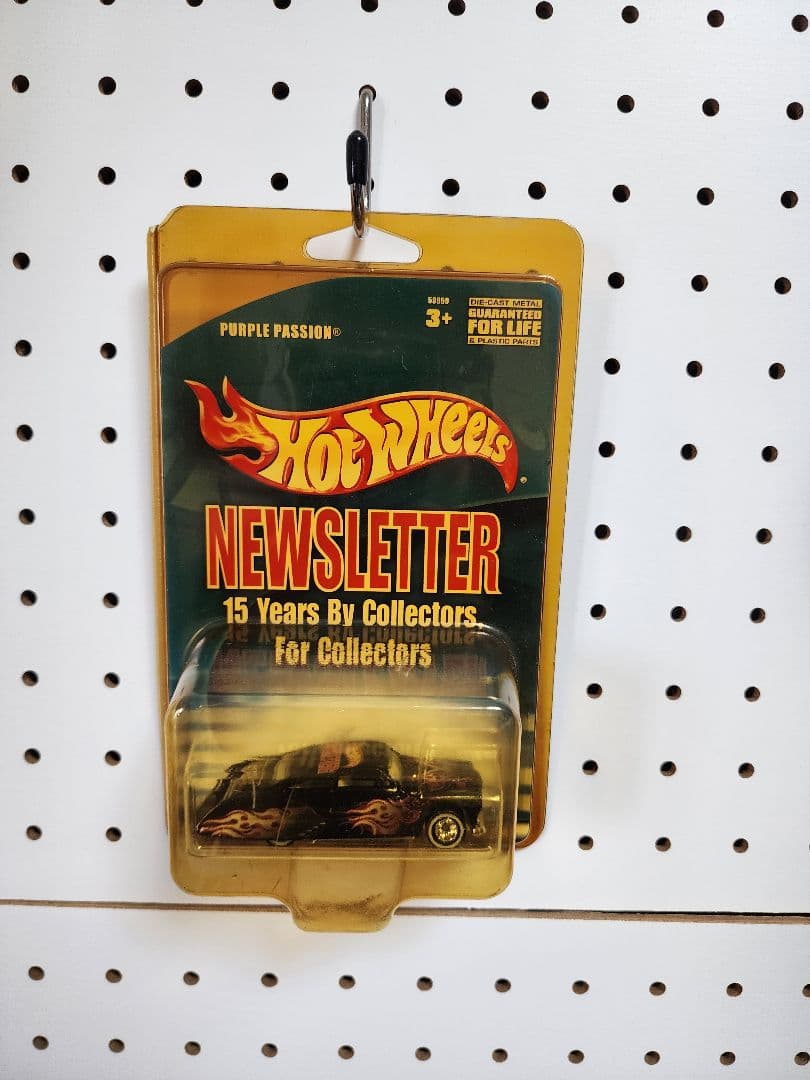 PURPLE PASSION®
3+
DIE-CAST METAL
GUARANTEED
FOR LIFE
& PLASTIC PARTS
HOT WHEELS
NEWSLETTER
15 Years By Collectors,
For Collectors